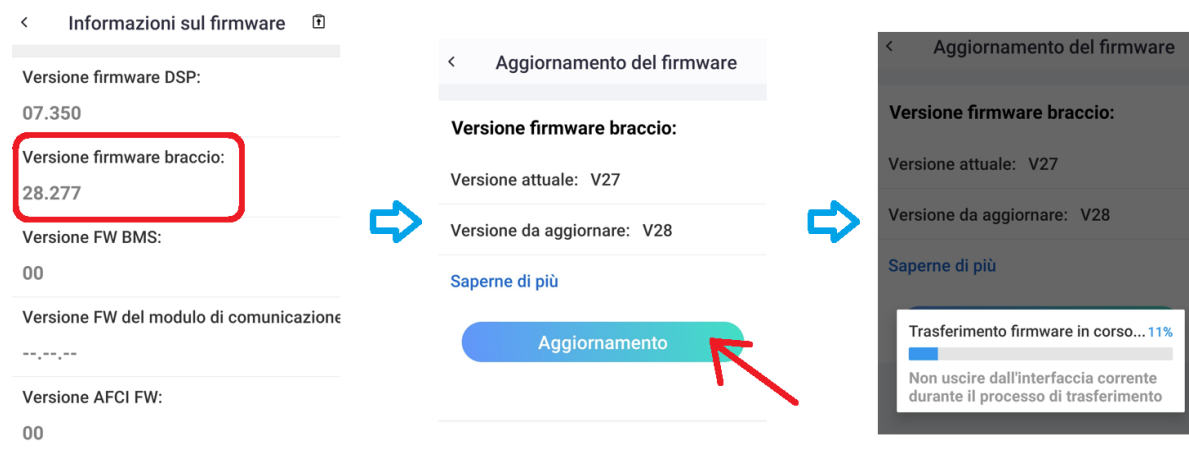 Informazioni sul firmware
Versione firmware DSP:
07.350
Versione firmware braccio:
28.277
Versione FW BMS:
00
Versione FW del modulo di comunicazione
--.--.--
Versione AFCI FW:
00
Aggiornamento del firmware
Versione firmware braccio:
Versione attuale: V27
Versione da aggiornare: V28
Saperne di più
Aggiornamento
Aggiornamento del firmware
Versione firmware braccio:
Versione attuale: V27
Versione da aggiornare: V28
Saperne di più
Trasferimento firmware in corso... 11%
Non uscire dall'interfaccia corrente
durante il processo di trasferimento